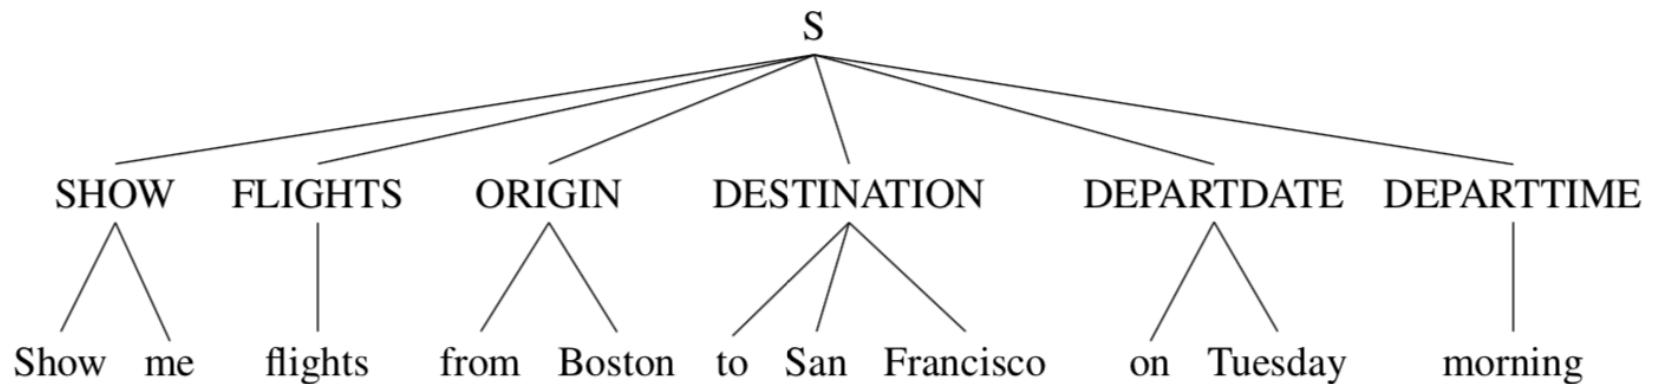 S
SHOW FLIGHTS ORIGIN DESTINATION DEPARTDATE DEPARTTIME
Show me flights from Boston to San Francisco on Tuesday morning